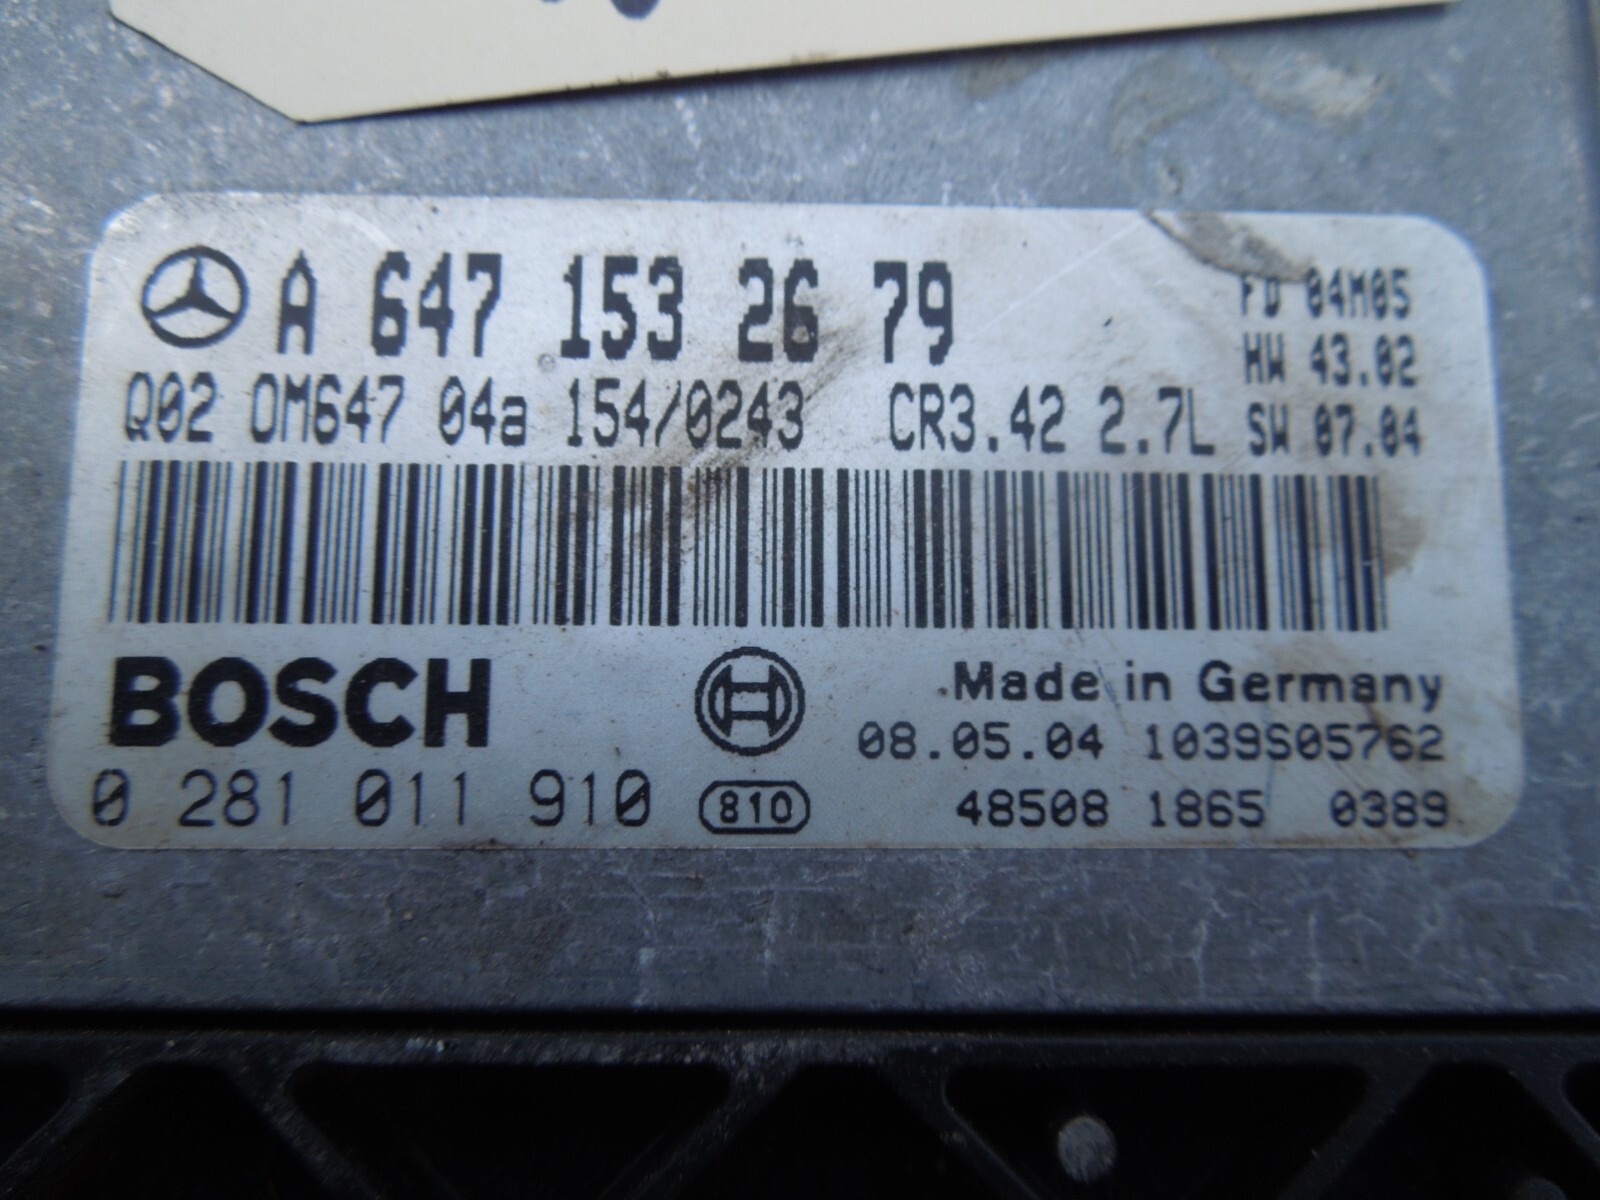 A 647 153 26 79
FD 04M05
HW 43.02
Q02 OM647 04a 154/0243 CR3.42 2.7L SW 07.04
BOSCH
Made in Germany
08.05.04 1039S05762
0 281 011 910 810 48508 1865 0389